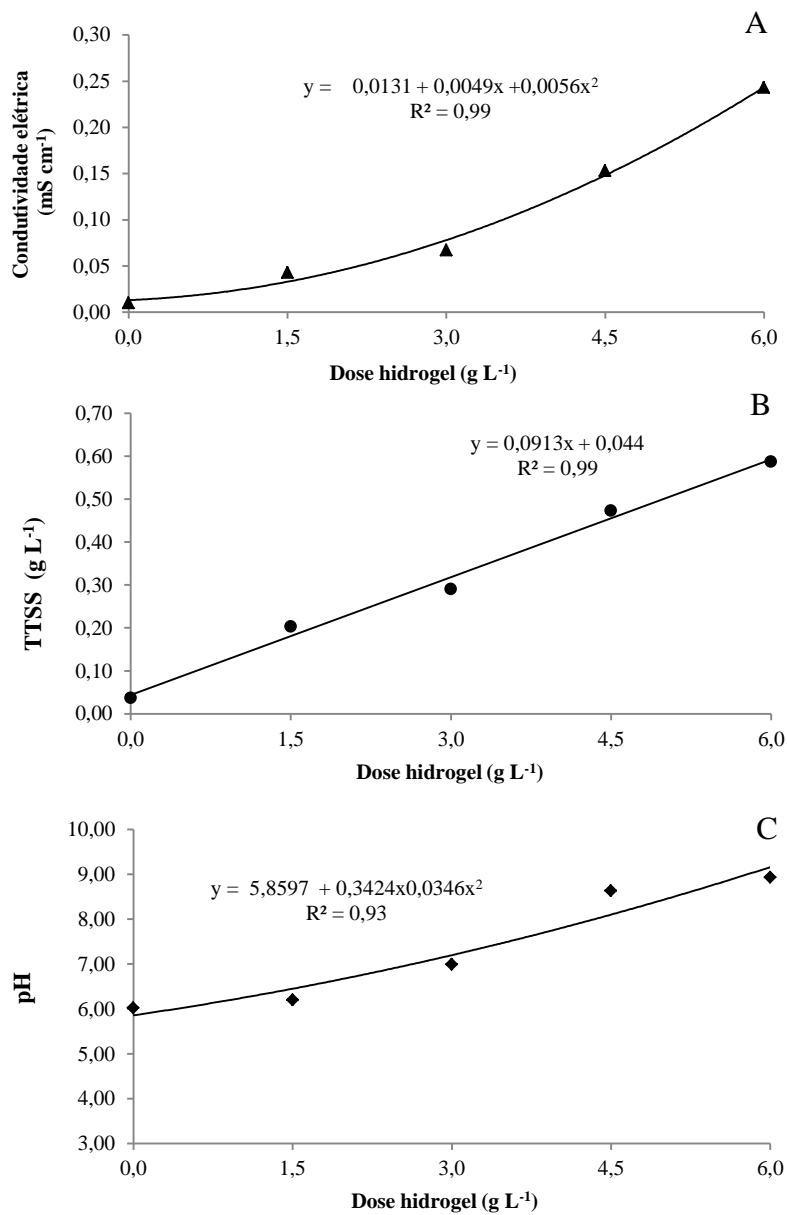 A
0,30
0,25
0,20
0,15
0,10
0,05
0,00
Condutividade elétrica
(mS cm⁻¹)
y = 0,0131 + 0,0049x +0,0056x²
R² = 0,99
0,0 1,5 3,0 4,5 6,0
Dose hidrogel (g L⁻¹)
B
0,70
0,60
0,50
0,40
0,30
0,20
0,10
0,00
TTSS (g L⁻¹)
y = 0,0913x + 0,044
R² = 0,99
0,0 1,5 3,0 4,5 6,0
Dose hidrogel (g L⁻¹)
C
10,00
9,00
8,00
7,00
6,00
5,00
4,00
3,00
pH
y = 5,8597 + 0,3424x0,0346x²
R² = 0,93
0,0 1,5 3,0 4,5 6,0
Dose hidrogel (g L⁻¹)